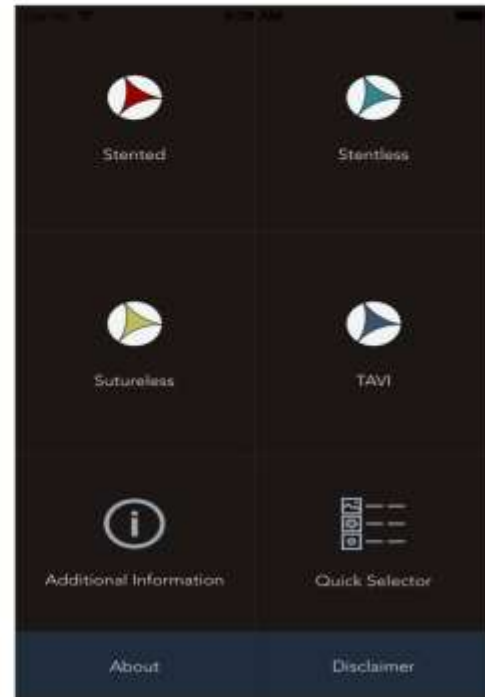 Stented
Stentless
Sutureless
TAVI
Additional Information
Quick Selector
About
Disclaimer